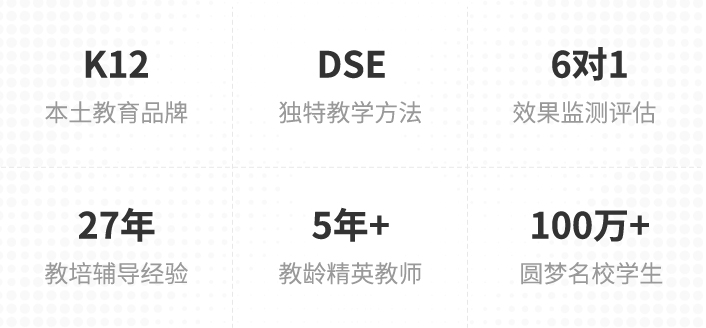 K12
本土教育品牌
DSE
独特教学方法
6对1
效果监测评估
27年
教培辅导经验
5年+
教龄精英教师
100万+
圆梦名校学生